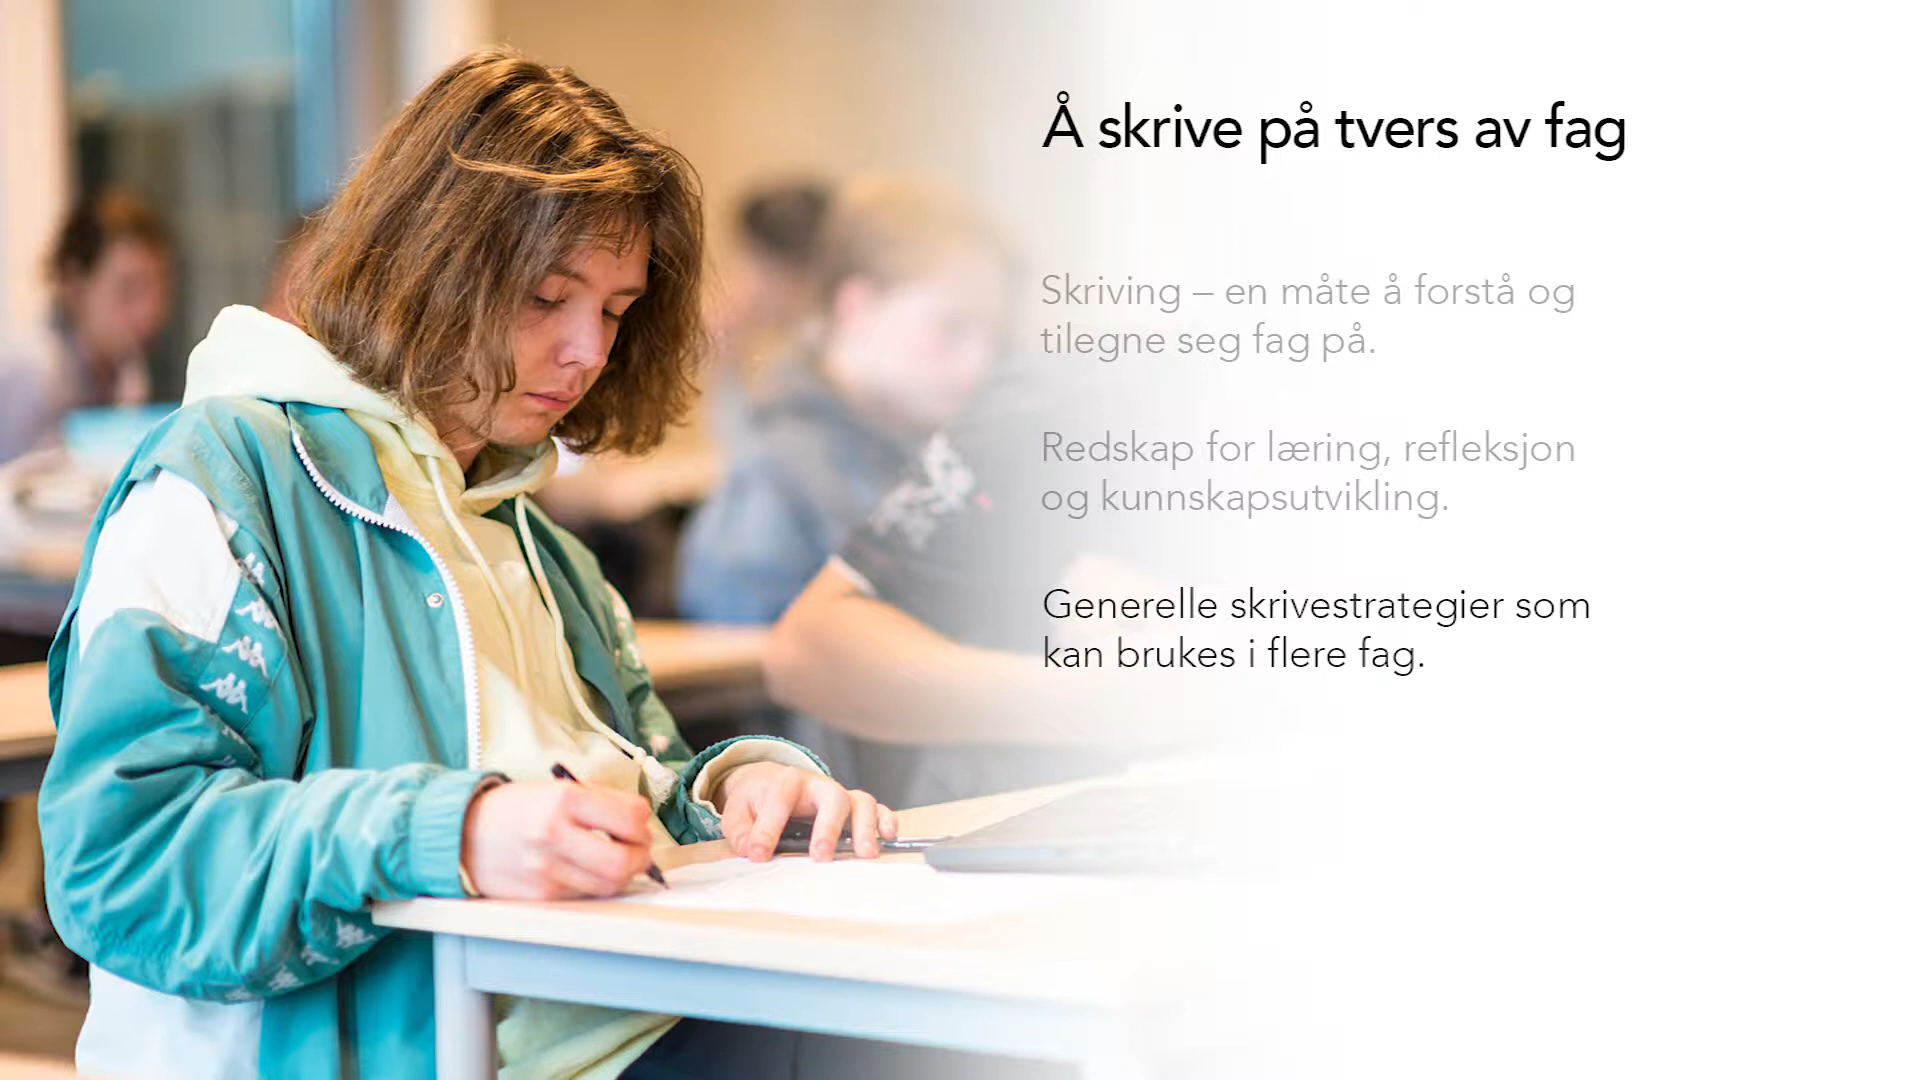 Å skrive på tvers av fag
Skriving – en måte å forstå og
tilegne seg fag på.
Redskap for læring, refleksjon
og kunnskapsutvikling.
Generelle skrivestrategier som
kan brukes i flere fag.